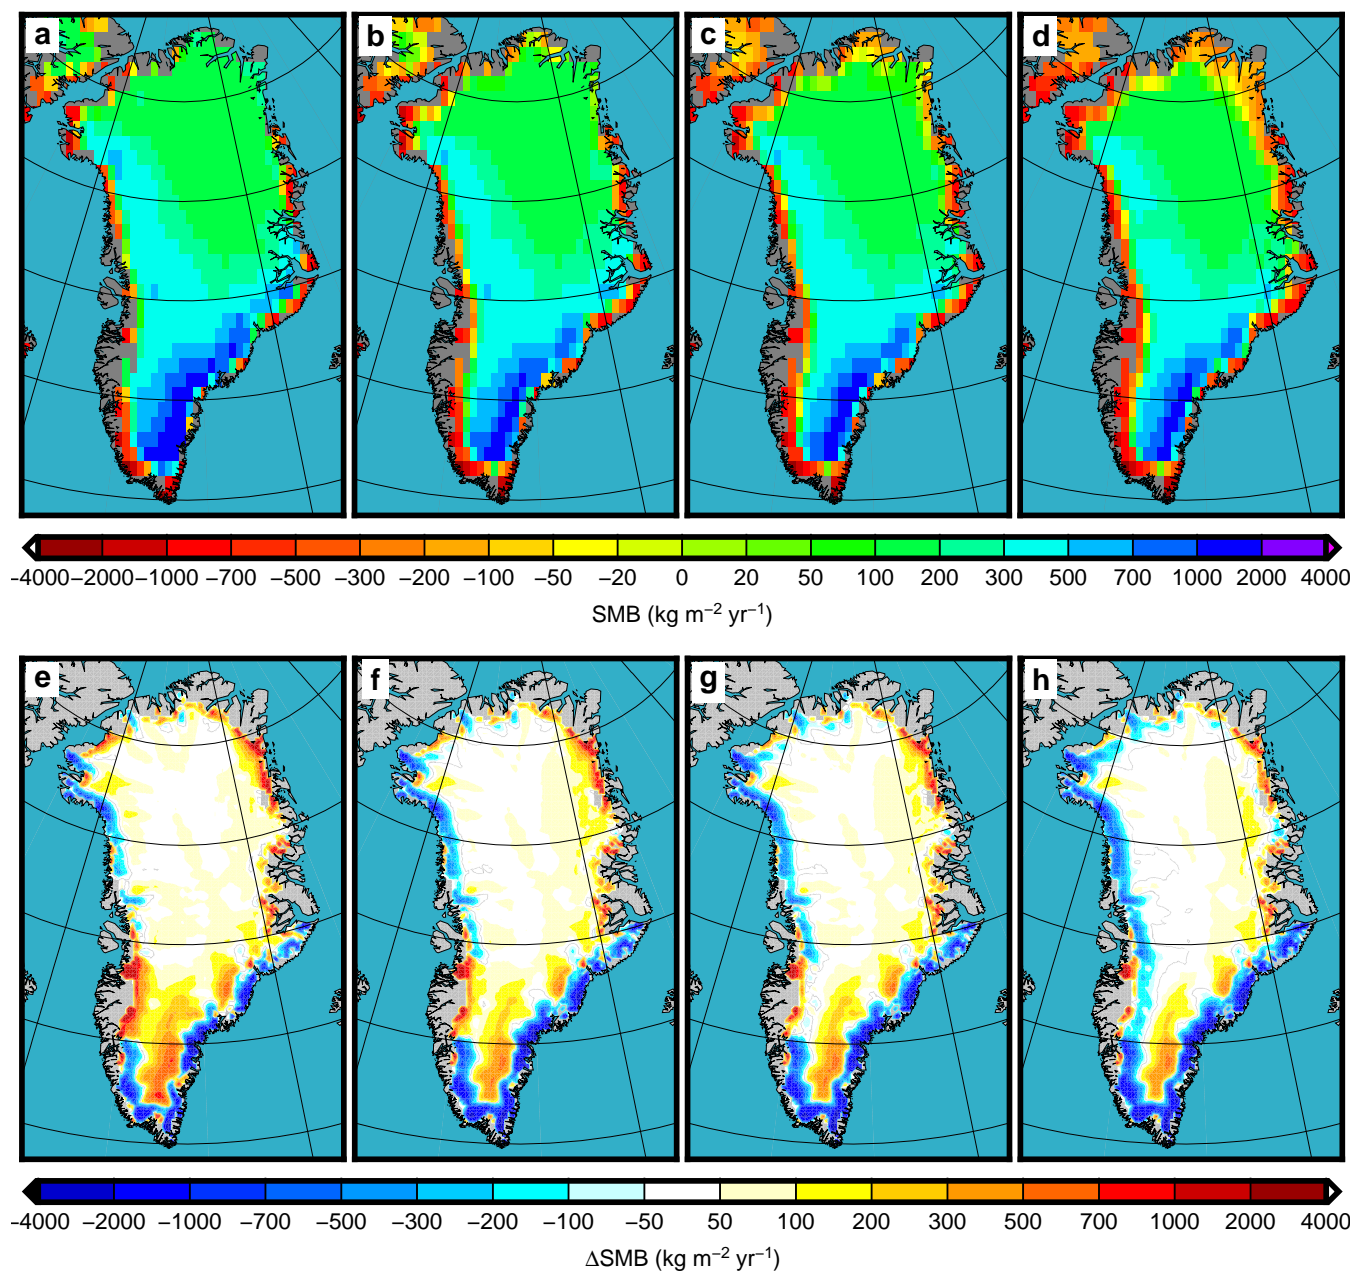 a b c d
−4000 −2000 −1000 −700 −500 −300 −200 −100 −50 −20 0 20 50 100 200 300 500 700 1000 2000 4000
SMB (kg m−2 yr−1)
e f g h
−4000 −2000 −1000 −700 −500 −300 −200 −100 −50 50 100 200 300 500 700 1000 2000 4000
ΔSMB (kg m−2 yr−1)